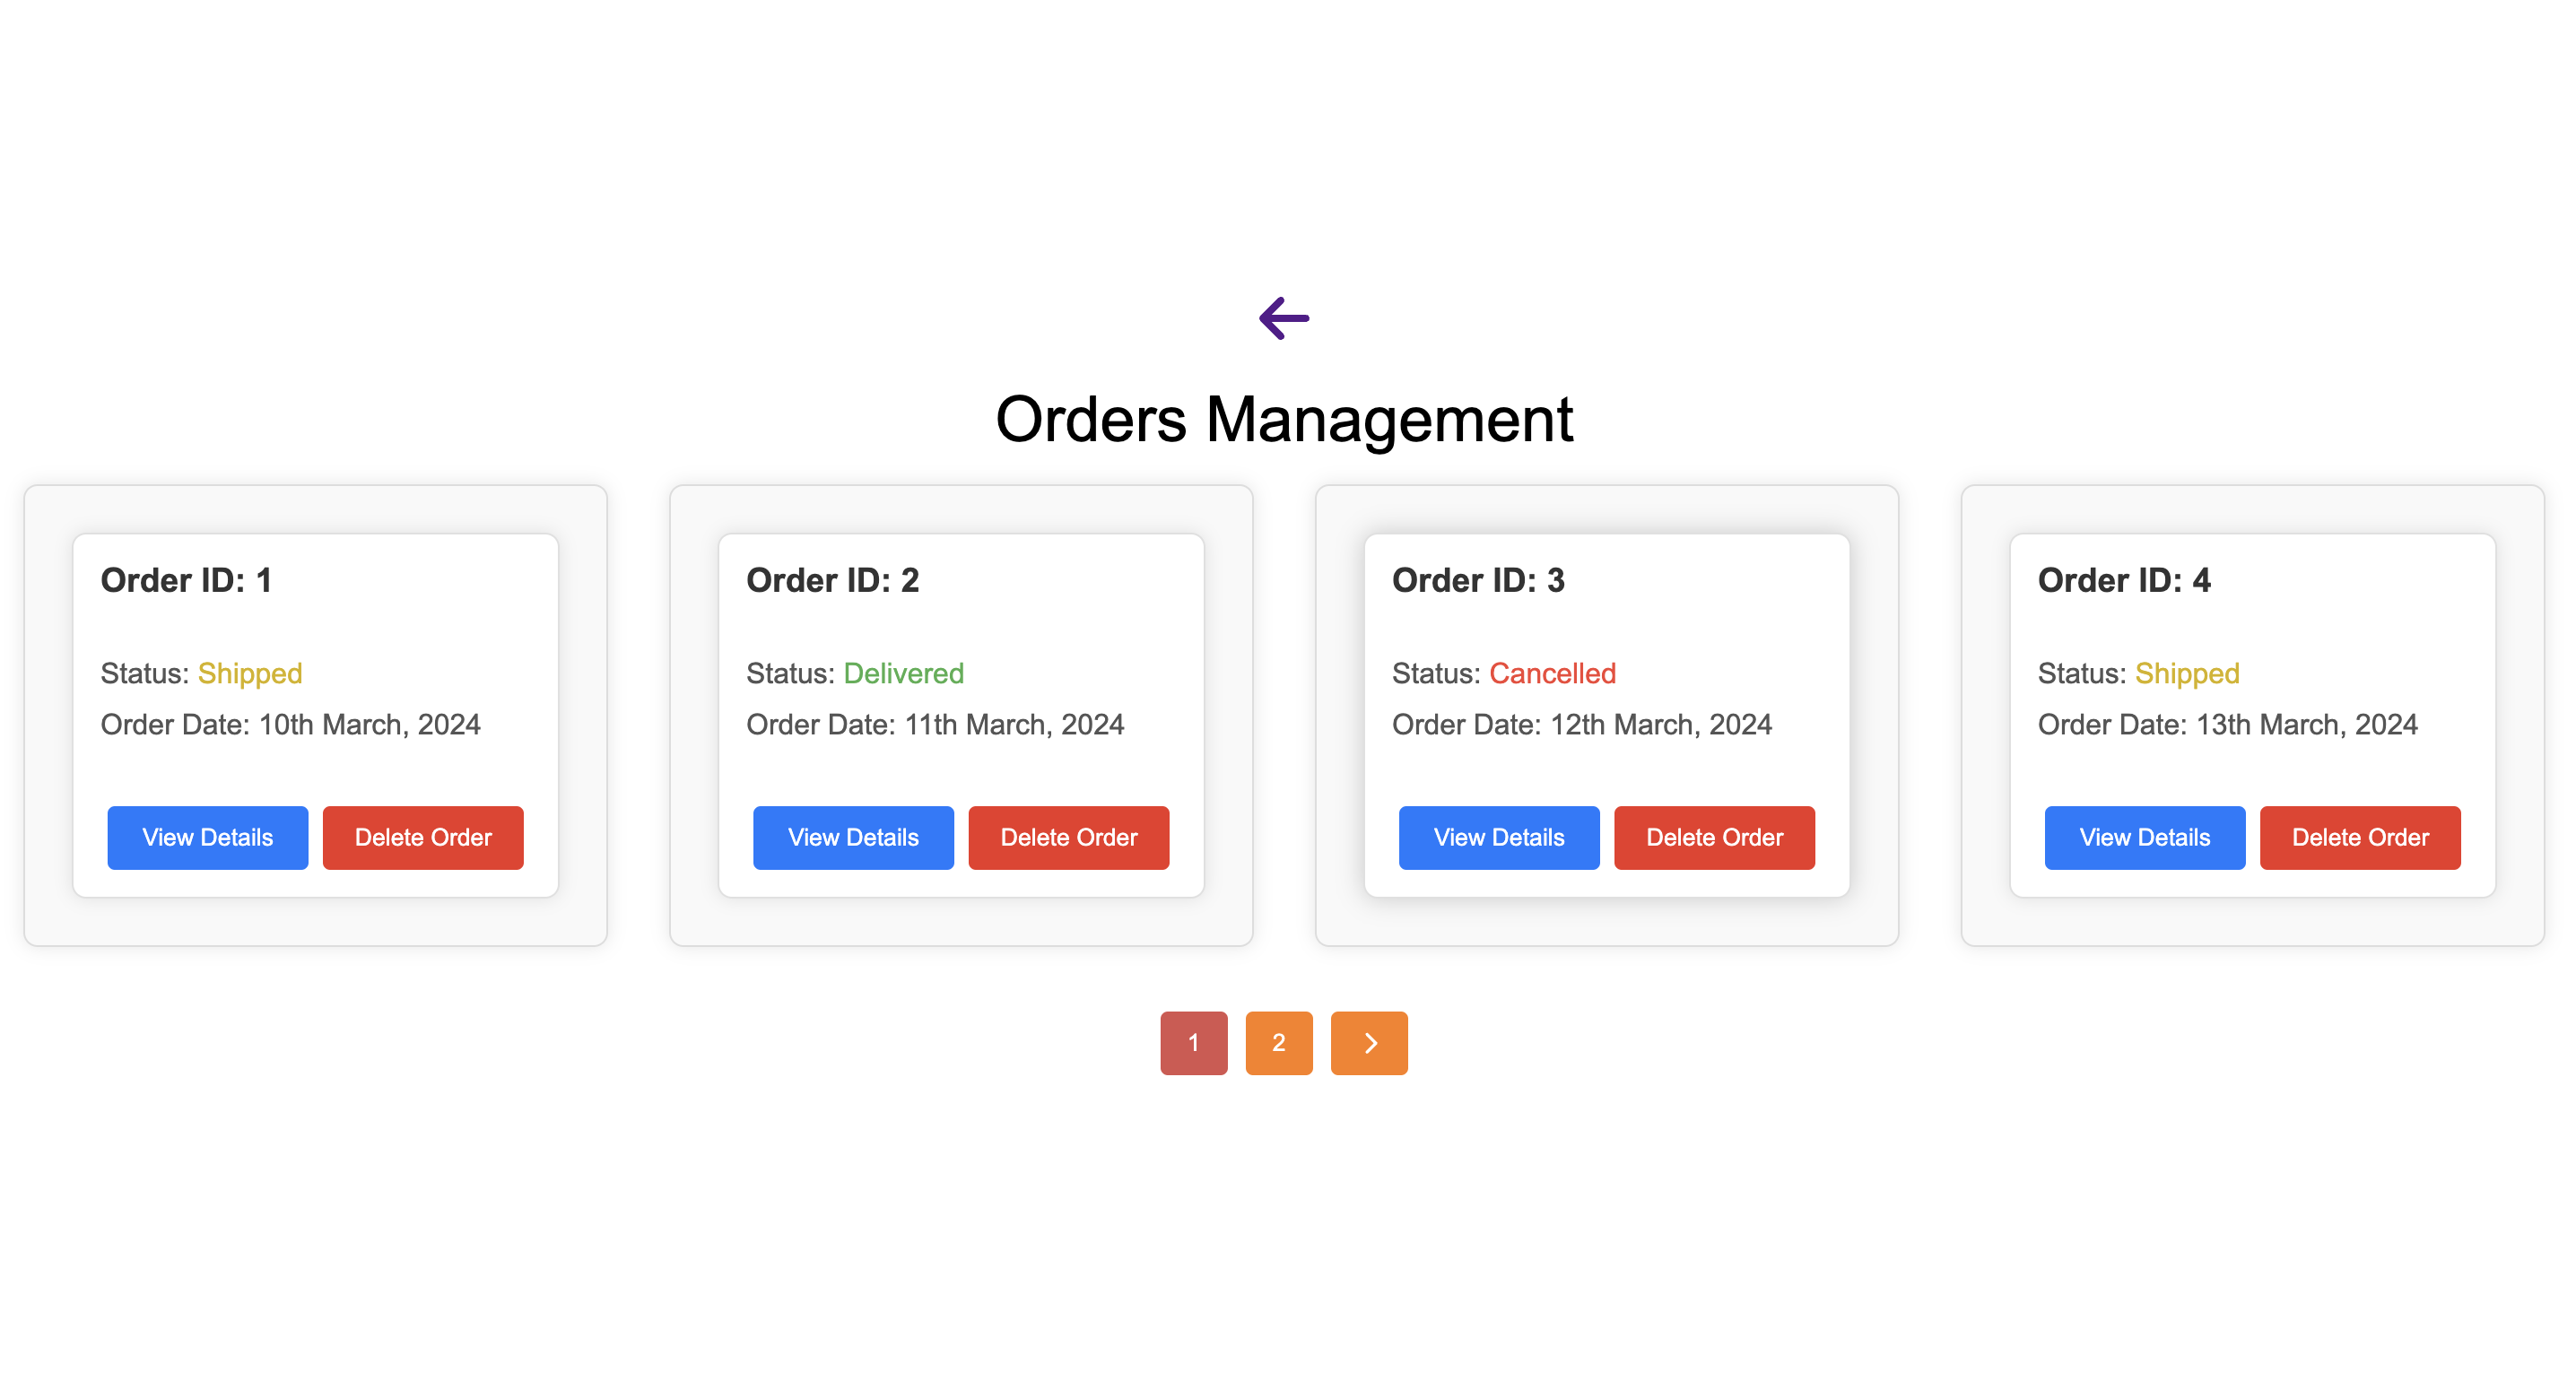 Orders Management
Order ID: 1
Status: Shipped
Order Date: 10th March, 2024
View Details
Delete Order
Order ID: 2
Status: Delivered
Order Date: 11th March, 2024
View Details
Delete Order
Order ID: 3
Status: Cancelled
Order Date: 12th March, 2024
View Details
Delete Order
Order ID: 4
Status: Shipped
Order Date: 13th March, 2024
View Details
Delete Order
1
2